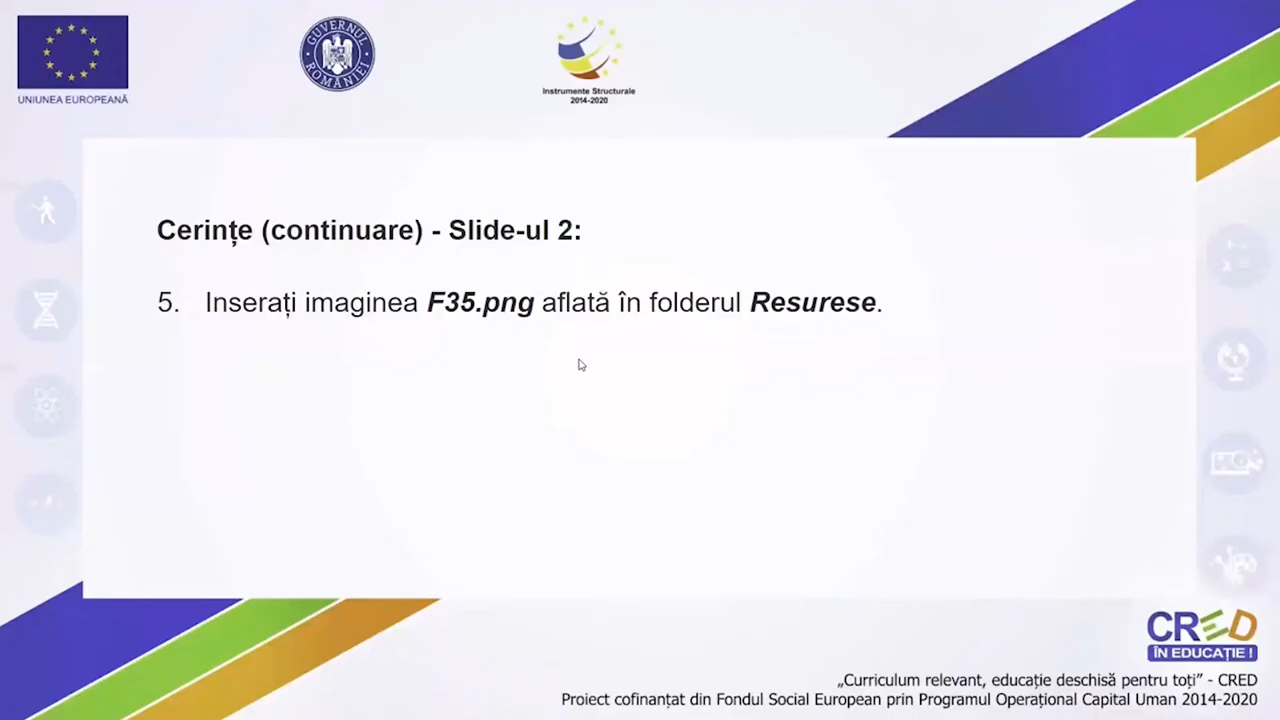 UNIUNEA EUROPEANĂ
GUVERNUL
ROMÂNIEI
Instrumente Structurale
2014-2020
Cerințe (continuare) - Slide-ul 2:
5. Inserați imaginea F35.png aflată în folderul Resurese.
CRED
ÎN EDUCAȚIE !
„Curriculum relevant, educație deschisă pentru toți” - CRED
Proiect cofinanțat din Fondul Social European prin Programul Operațional Capital Uman 2014-2020